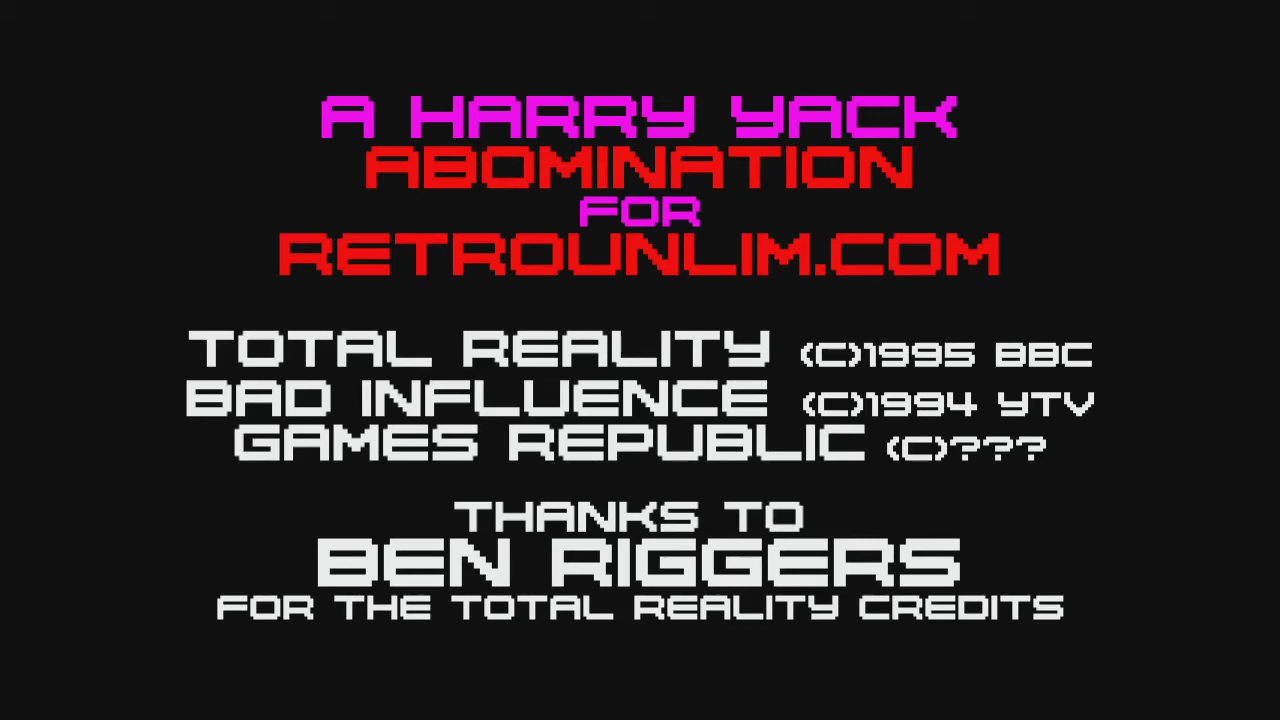 A HARRY YACK
ABOMINATION
FOR
RETROUNLIM.COM
TOTAL REALITY (C)1995 BBC
BAD INFLUENCE (C)1994 YTV
GAMES REPUBLIC (C)???
THANKS TO
BEN RIGGERS
FOR THE TOTAL REALITY CREDITS